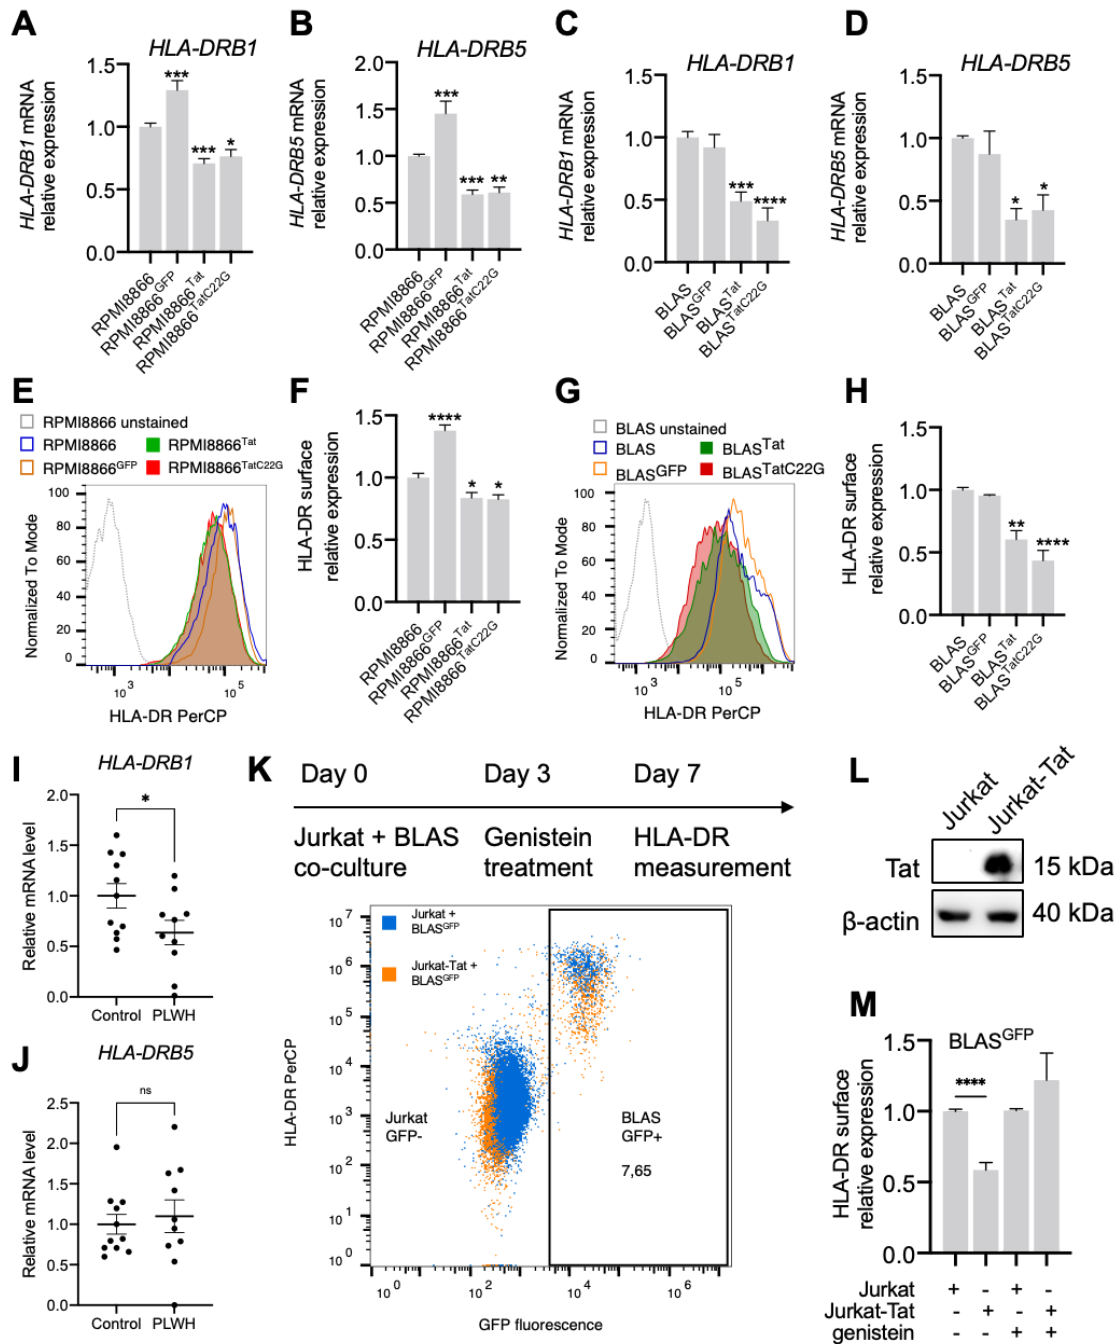 A
HLA-DRB1
HLA-DRB1 mRNA
relative expression
1.5
1.0
0.5
0.0
***
***
*
RPMI8866
RPMI8866GFP
RPMI8866Tat
RPMI8866TatC22G
B
HLA-DRB5
HLA-DRB5 mRNA
relative expression
2.0
1.5
1.0
0.5
0.0
***
***
**
RPMI8866
RPMI8866GFP
RPMI8866Tat
RPMI8866TatC22G
C
HLA-DRB1
HLA-DRB1 mRNA
relative expression
1.5
1.0
0.5
0.0
***
****
BLAS
BLASGFP
BLASTat
BLASTatC22G
D
HLA-DRB5
HLA-DRB5 mRNA
relative expression
1.5
1.0
0.5
0.0
*
*
BLAS
BLASGFP
BLASTat
BLASTatC22G
E
RPMI8866 unstained
RPMI8866
RPMI8866Tat
RPMI8866GFP
RPMI8866TatC22G
Normalized To Mode
100
80
60
40
20
0
10^3
10^5
HLA-DR PerCP
F
HLA-DR surface
relative expression
1.5
1.0
0.5
0.0
****
*
*
RPMI8866
RPMI8866GFP
RPMI8866Tat
RPMI8866TatC22G
G
BLAS unstained
BLAS
BLASTat
BLASGFP
BLASTatC22G
Normalized To Mode
100
80
60
40
20
0
10^3
10^5
HLA-DR PerCP
H
HLA-DR surface
relative expression
1.5
1.0
0.5
0.0
**
****
BLAS
BLASGFP
BLASTat
BLASTatC22G
I
HLA-DRB1
Relative mRNA level
2.0
1.5
1.0
0.5
0.0
*
Control
PLWH
J
HLA-DRB5
Relative mRNA level
2.5
2.0
1.5
1.0
0.5
0.0
ns
Control
PLWH
K
Day 0
Day 3
Day 7
Jurkat + BLAS
co-culture
Genistein
treatment
HLA-DR
measurement
HLA-DR PerCP
10^7
10^6
10^5
10^4
10^3
10^2
10^1
10^0
Jurkat +
BLASGFP
Jurkat-Tat +
BLASGFP
Jurkat
GFP-
BLAS
GFP+
7,65
10^0
10^2
10^4
10^6
GFP fluorescence
L
Jurkat
Jurkat-Tat
Tat
15 kDa
β-actin
40 kDa
M
BLASGFP
HLA-DR surface
relative expression
1.5
1.0
0.5
0.0
****
Jurkat + - + -
Jurkat-Tat - + - +
genistein - - + +